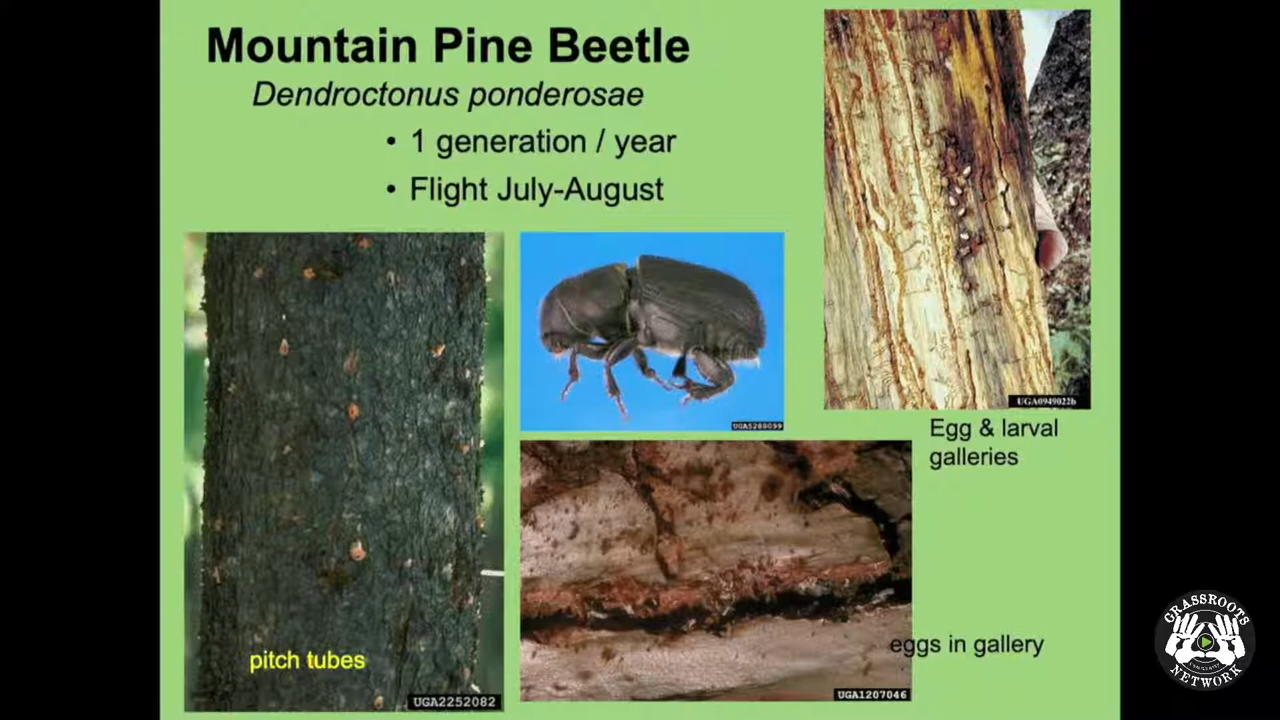 Mountain Pine Beetle
Dendroctonus ponderosae
• 1 generation / year
• Flight July-August
UGA0949022b
Egg & larval
galleries
UGA5288099
pitch tubes
UGA2252082
eggs in gallery
UGA1207046
GRASSROOTS
NETWORK